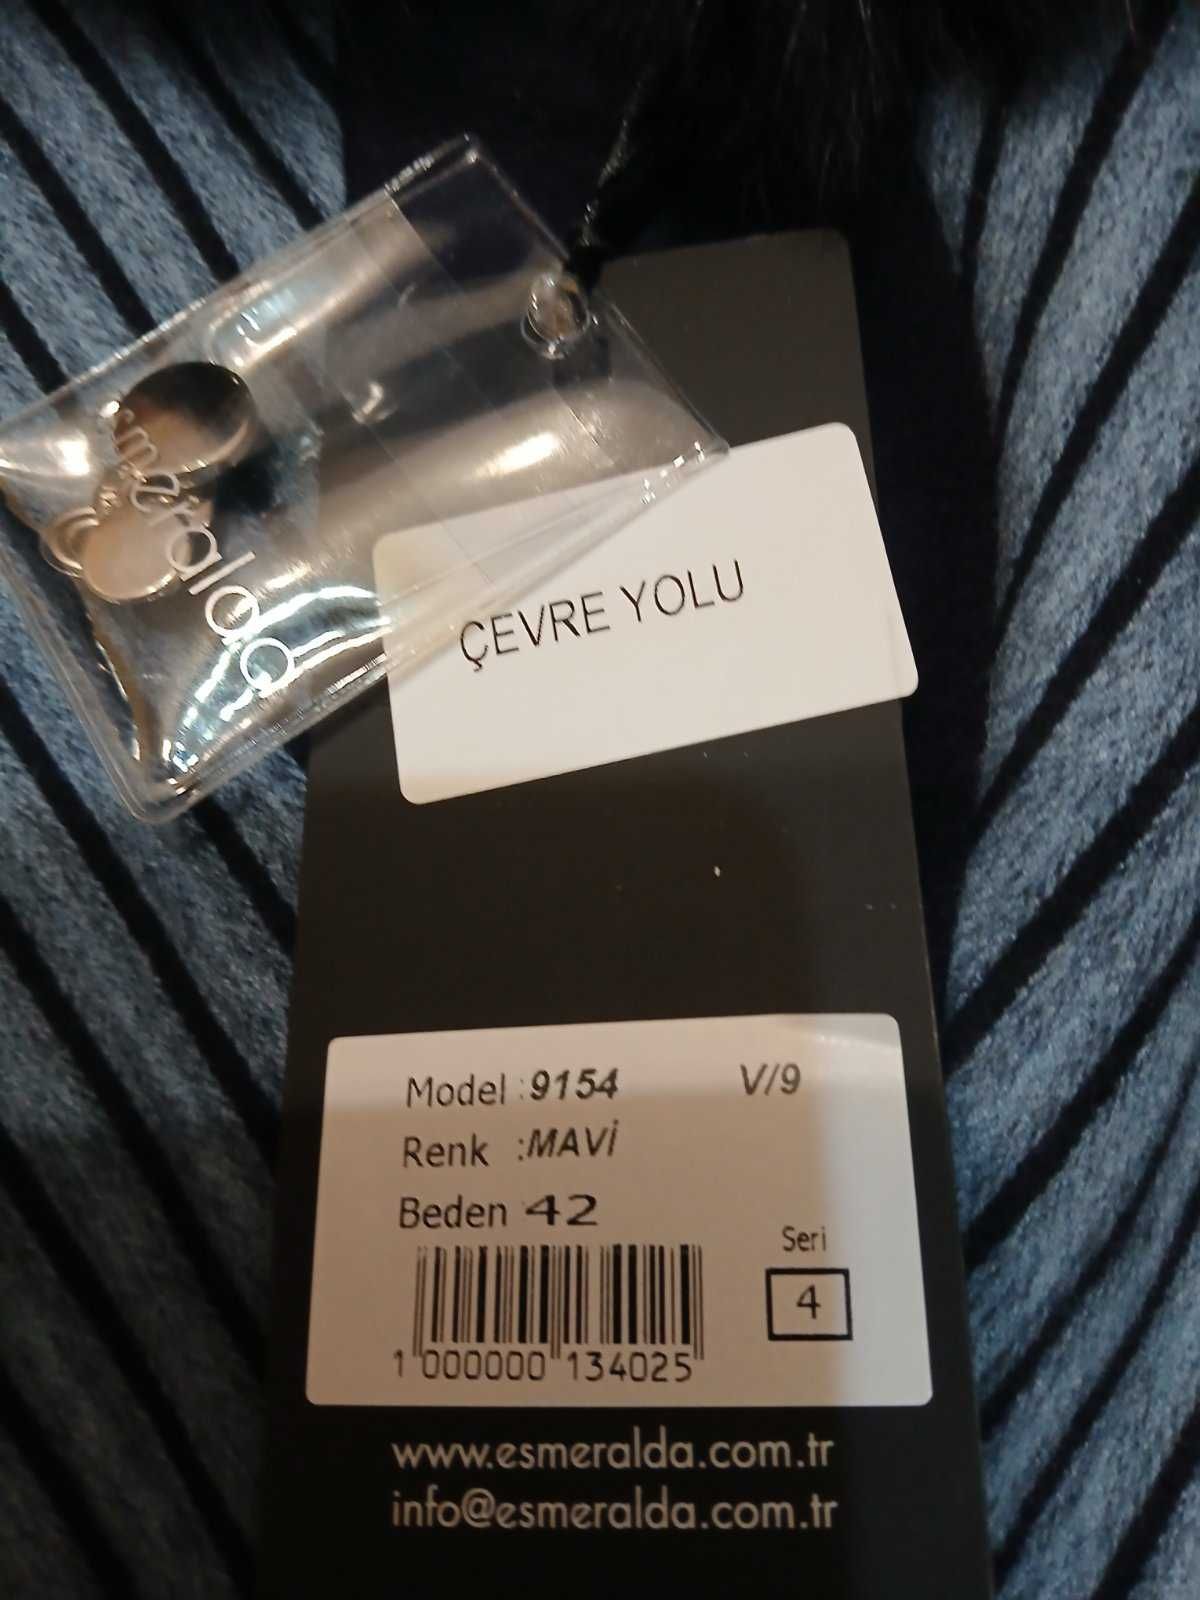 esmeralda
ÇEVRE YOLU
Model :9154 V/9
Renk :MAVİ
Beden :42
Seri
4
1 000000 134025
www.esmeralda.com.tr
info@esmeralda.com.tr